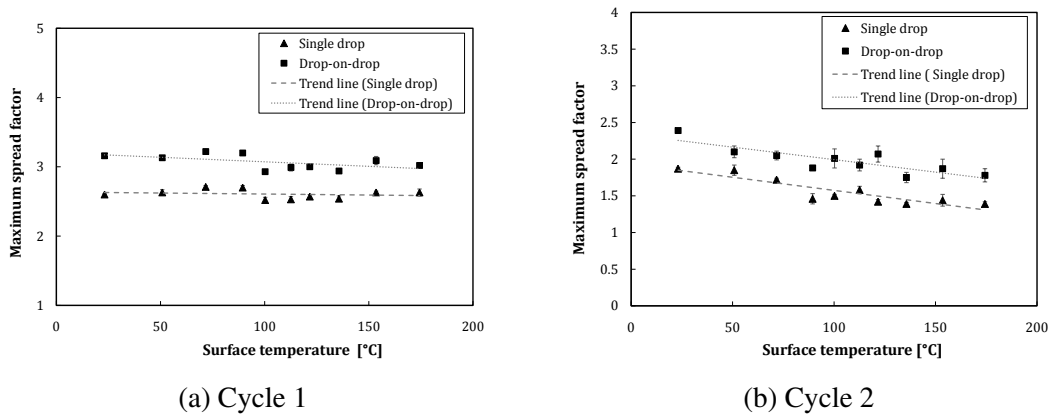 5
4
3
2
1
0
50
100
150
200
Maximum spread factor
Surface temperature [°C]
Single drop
Drop-on-drop
Trend line (Single drop)
Trend line (Drop-on-drop)
(a) Cycle 1
4
3.5
3
2.5
2
1.5
1
0.5
0
0
50
100
150
200
Maximum spread factor
Surface temperature [°C]
Single drop
Drop-on-drop
Trend line ( Single drop)
Trend line (Drop-on-drop)
(b) Cycle 2